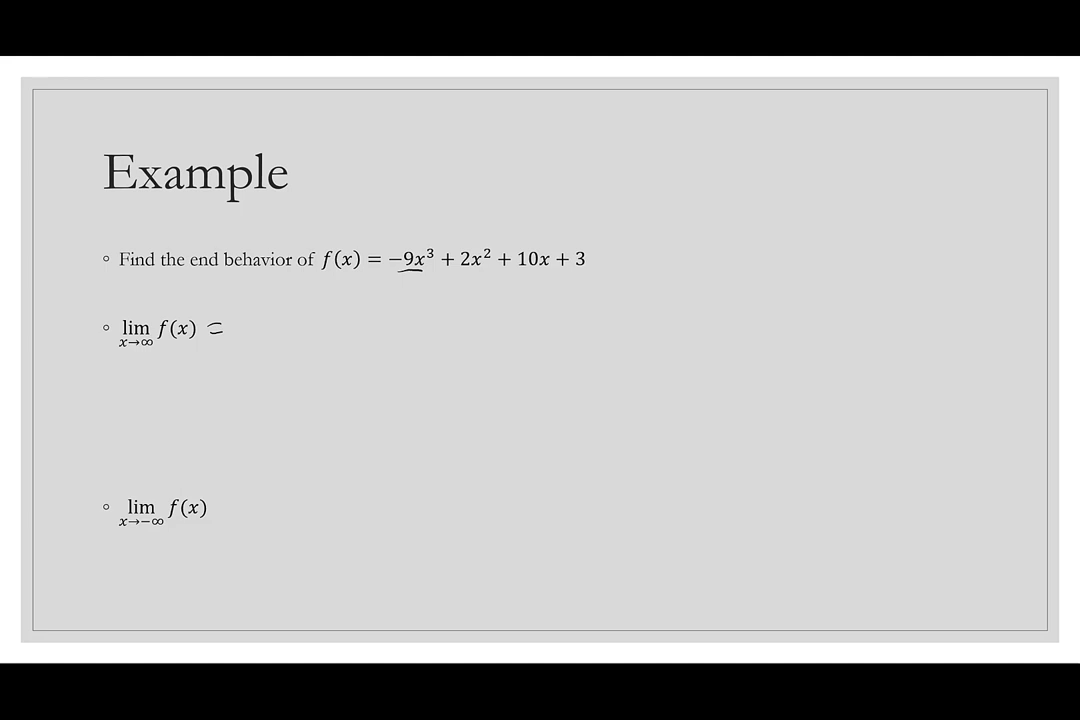 Example
◦ Find the end behavior of f(x) = −9x³ + 2x² + 10x + 3
◦ lim x→∞ f(x) =
◦ lim x→−∞ f(x)